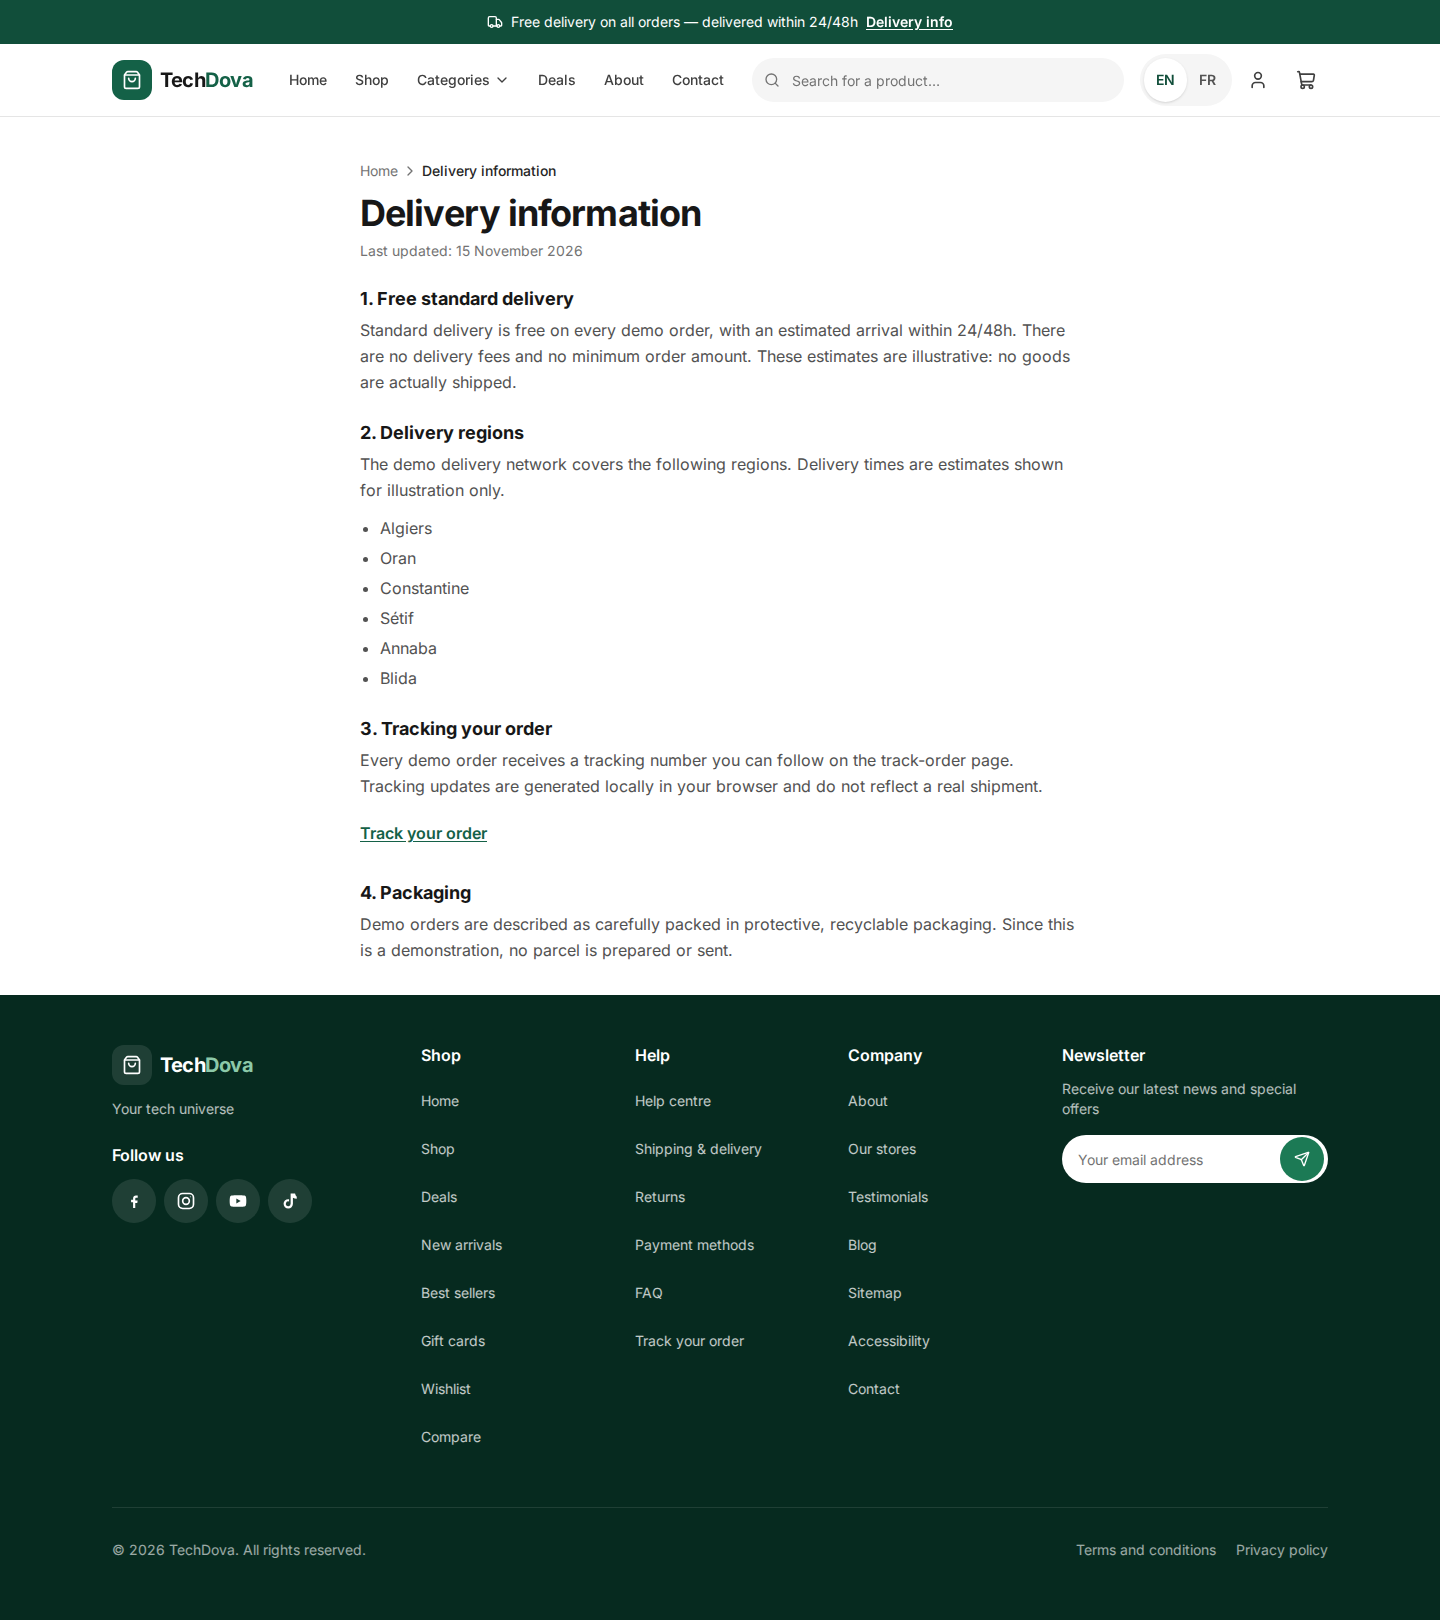 Free delivery on all orders — delivered within 24/48h Delivery info
TechDova Home Shop Categories Deals About Contact Search for a product... EN FR
Home Delivery information
Delivery information
Last updated: 15 November 2026
1. Free standard delivery
Standard delivery is free on every demo order, with an estimated arrival within 24/48h. There
are no delivery fees and no minimum order amount. These estimates are illustrative: no goods
are actually shipped.
2. Delivery regions
The demo delivery network covers the following regions. Delivery times are estimates shown
for illustration only.
• Algiers
• Oran
• Constantine
• Sétif
• Annaba
• Blida
3. Tracking your order
Every demo order receives a tracking number you can follow on the track-order page.
Tracking updates are generated locally in your browser and do not reflect a real shipment.
Track your order
4. Packaging
Demo orders are described as carefully packed in protective, recyclable packaging. Since this
is a demonstration, no parcel is prepared or sent.
TechDova
Your tech universe
Follow us
Shop
Home
Shop
Deals
New arrivals
Best sellers
Gift cards
Wishlist
Compare
Help
Help centre
Shipping & delivery
Returns
Payment methods
FAQ
Track your order
Company
About
Our stores
Testimonials
Blog
Sitemap
Accessibility
Contact
Newsletter
Receive our latest news and special
offers
Your email address
© 2026 TechDova. All rights reserved.
Terms and conditions Privacy policy